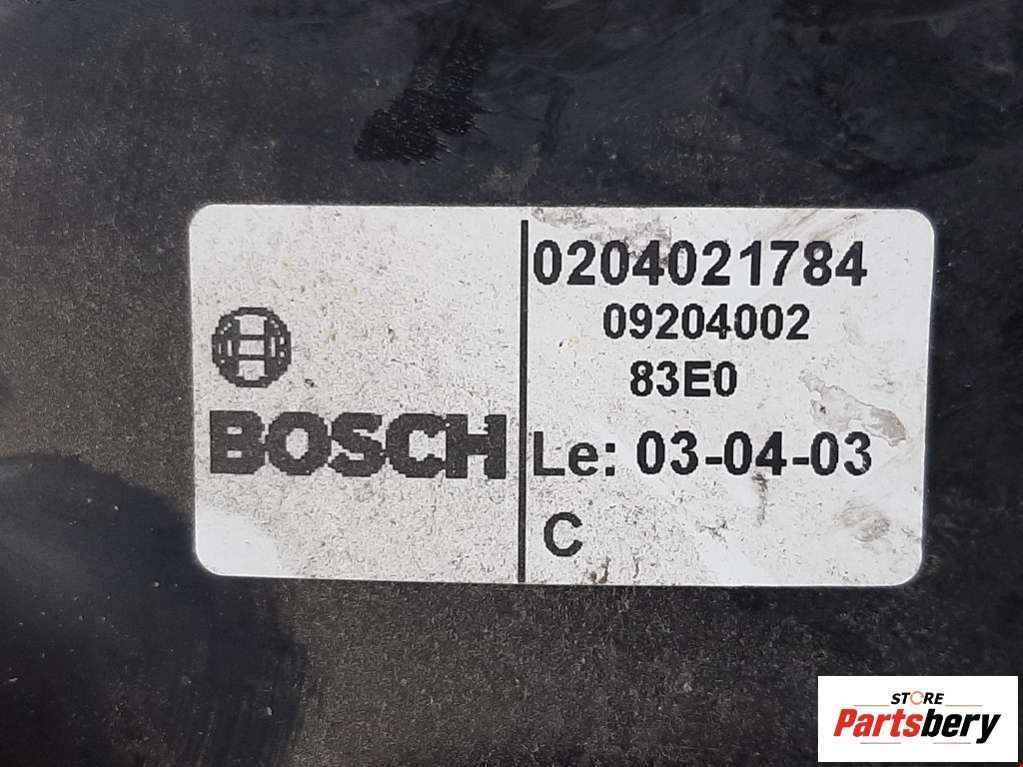 BOSCH
0204021784
09204002
83E0
Le: 03-04-03
C
STORE
Partsbery